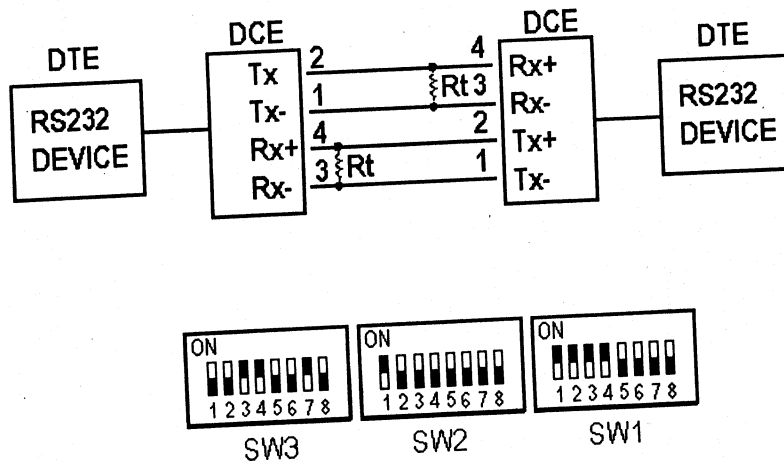 DTE
RS232
DEVICE
DCE
Tx
Tx-
Rx+
Rx-
2
1
4
3
Rt
4
Rt 3
2
1
DCE
Rx+
Rx-
Tx+
Tx-
DTE
RS232
DEVICE
ON
1 2 3 4 5 6 7 8
SW3
ON
1 2 3 4 5 6 7 8
SW2
ON
1 2 3 4 5 6 7 8
SW1